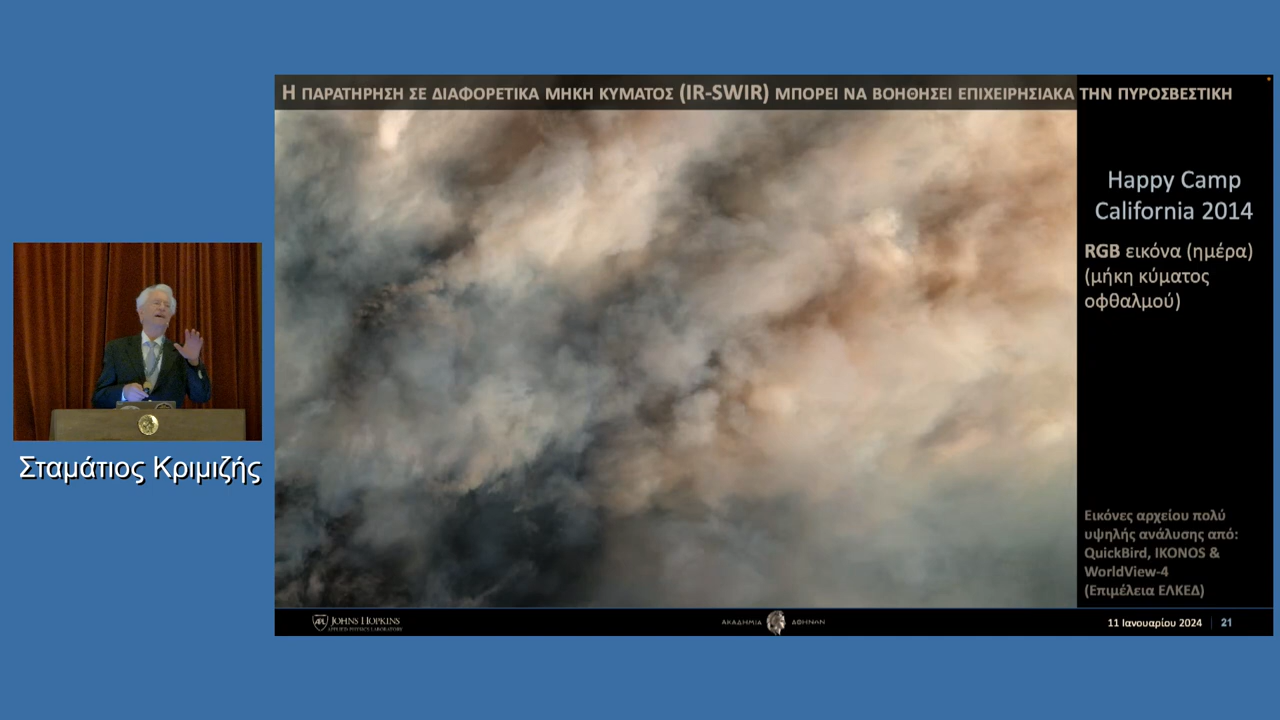 Η ΠΑΡΑΤΗΡΗΣΗ ΣΕ ΔΙΑΦΟΡΕΤΙΚΑ ΜΗΚΗ ΚΥΜΑΤΟΣ (IR-SWIR) ΜΠΟΡΕΙ ΝΑ ΒΟΗΘΗΣΕΙ ΕΠΙΧΕΙΡΗΣΙΑΚΑ ΤΗΝ ΠΥΡΟΣΒΕΣΤΙΚΗ
Happy Camp
California 2014
RGB εικόνα (ημέρα)
(μήκη κύματος
οφθαλμού)
Σταμάτιος Κριμιζής
Εικόνες αρχείου πολύ
υψηλής ανάλυσης από:
QuickBird, IKONOS &
WorldView-4
(Επιμέλεια ΕΛΚΕΔ)
APL JOHNS HOPKINS
APPLIED PHYSICS LABORATORY
ΑΚΑΔΗΜΙΑ ΑΘΗΝΩΝ
11 Ιανουαρίου 2024 21